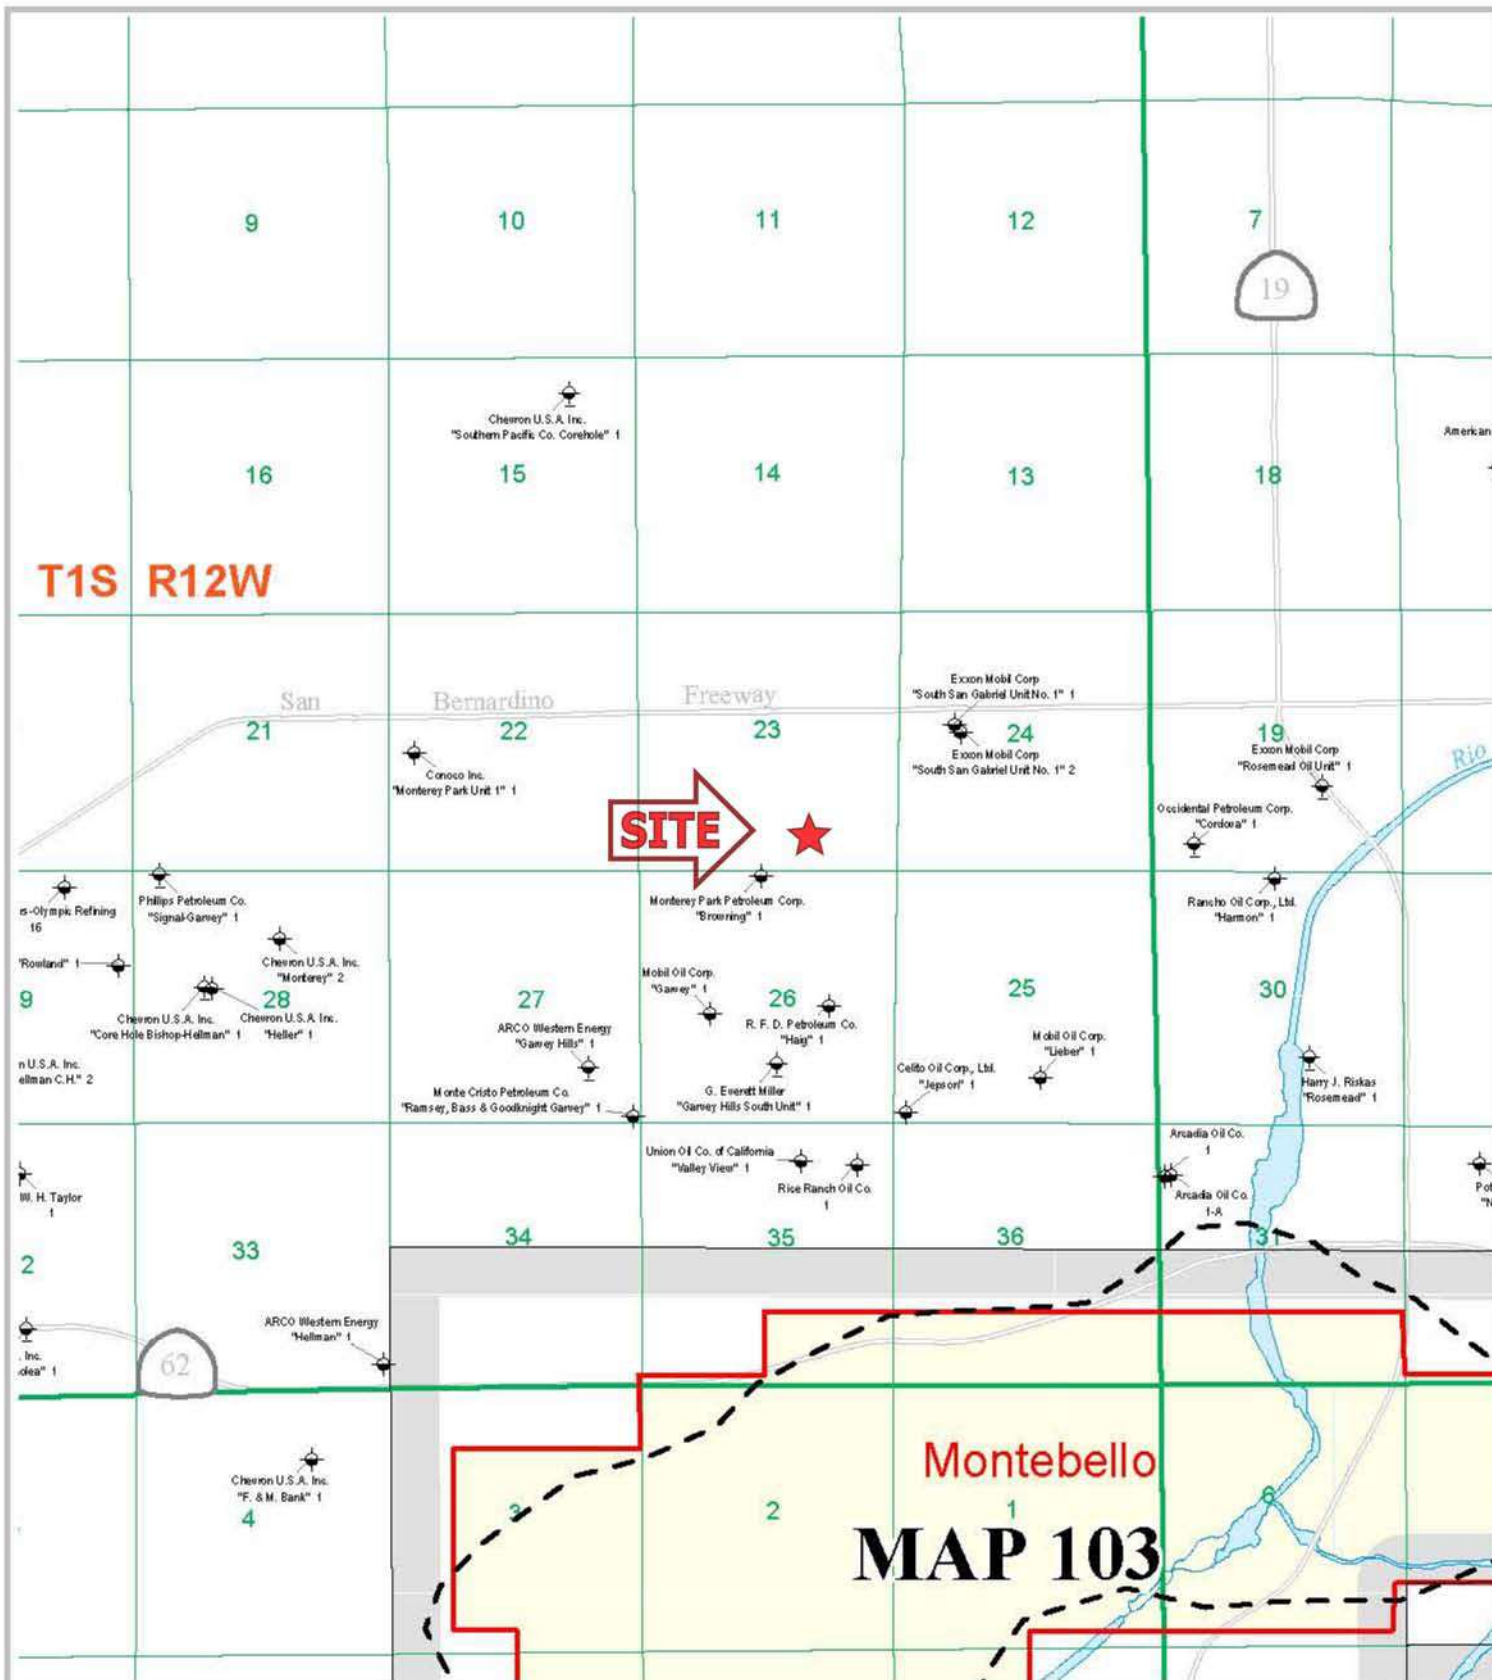 9
10
11
12
7
19
Chevron U.S.A. Inc.
"Southern Pacific Co. Corehole" 1
American
16
15
14
13
18
T1S R12W
San Bernardino Freeway
Exxon Mobil Corp
"South San Gabriel Unit No. 1" 1
21
22
23
24
19
Exxon Mobil Corp
"South San Gabriel Unit No. 1" 2
Exxon Mobil Corp
"Rosemead Oil Unit" 1
Rio
Conoco Inc.
"Monterey Park Unit 1" 1
SITE
Occidental Petroleum Corp.
"Cordova" 1
s-Olympic Refining
16
Phillips Petroleum Co.
"Signal-Garvey" 1
Monterey Park Petroleum Corp.
"Browning" 1
Rancho Oil Corp., Ltd.
"Harmon" 1
"Rowland" 1
Chevron U.S.A. Inc.
"Monterey" 2
Mobil Oil Corp.
"Garvey" 1
9
28
27
26
25
30
Chevron U.S.A. Inc.
"Core Hole Bishop-Hellman" 1
Chevron U.S.A. Inc.
"Heller" 1
ARCO Western Energy
"Garvey Hills" 1
R. F. D. Petroleum Co.
"Haig" 1
Mobil Oil Corp.
"Lieber" 1
n U.S.A. Inc.
ellman C.H." 2
Monte Cristo Petroleum Co.
"Ramsey, Bass & Goodknight Garvey" 1
G. Everett Miller
"Garvey Hills South Unit" 1
Celito Oil Corp., Ltd.
"Jepson" 1
Harry J. Riskas
"Rosemead" 1
Union Oil Co. of California
"Valley View" 1
Rice Ranch Oil Co.
1
Arcadia Oil Co.
1
Arcadia Oil Co.
1-A
W. H. Taylor
1
Pot
"N
2
33
34
35
36
31
ARCO Western Energy
"Hellman" 1
. Inc.
olea" 1
62
Chevron U.S.A. Inc.
"F. & M. Bank" 1
4
3
2
1
6
Montebello
MAP 103